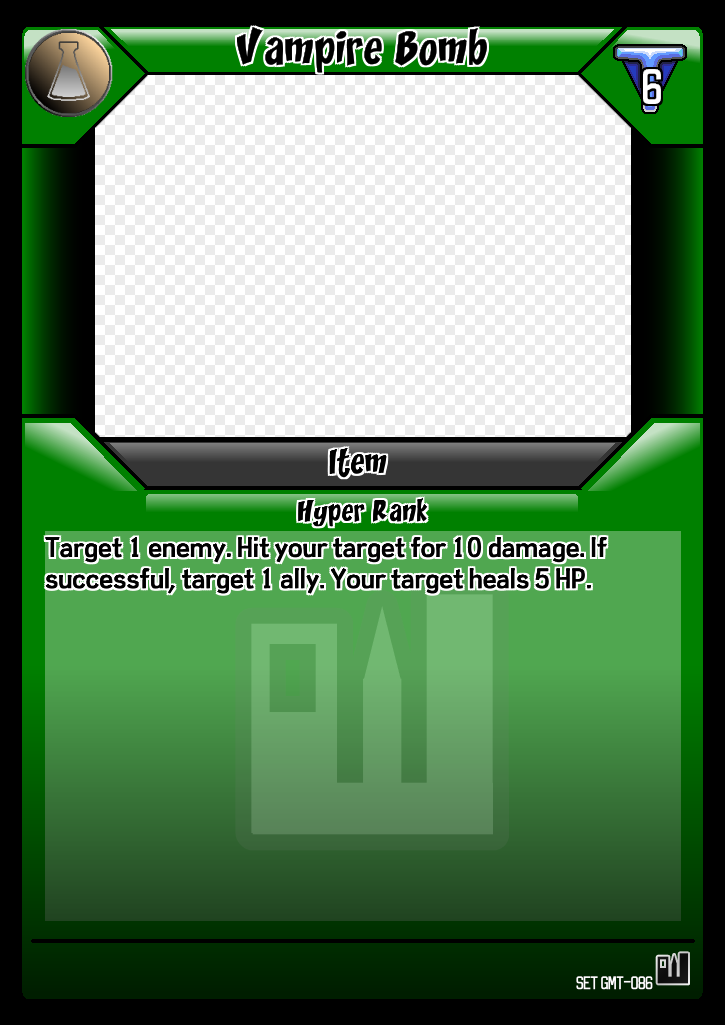 Vampire Bomb
6
Item
Hyper Rank
Target 1 enemy. Hit your target for 10 damage. If
successful, target 1 ally. Your target heals 5 HP.
SET GMT-086